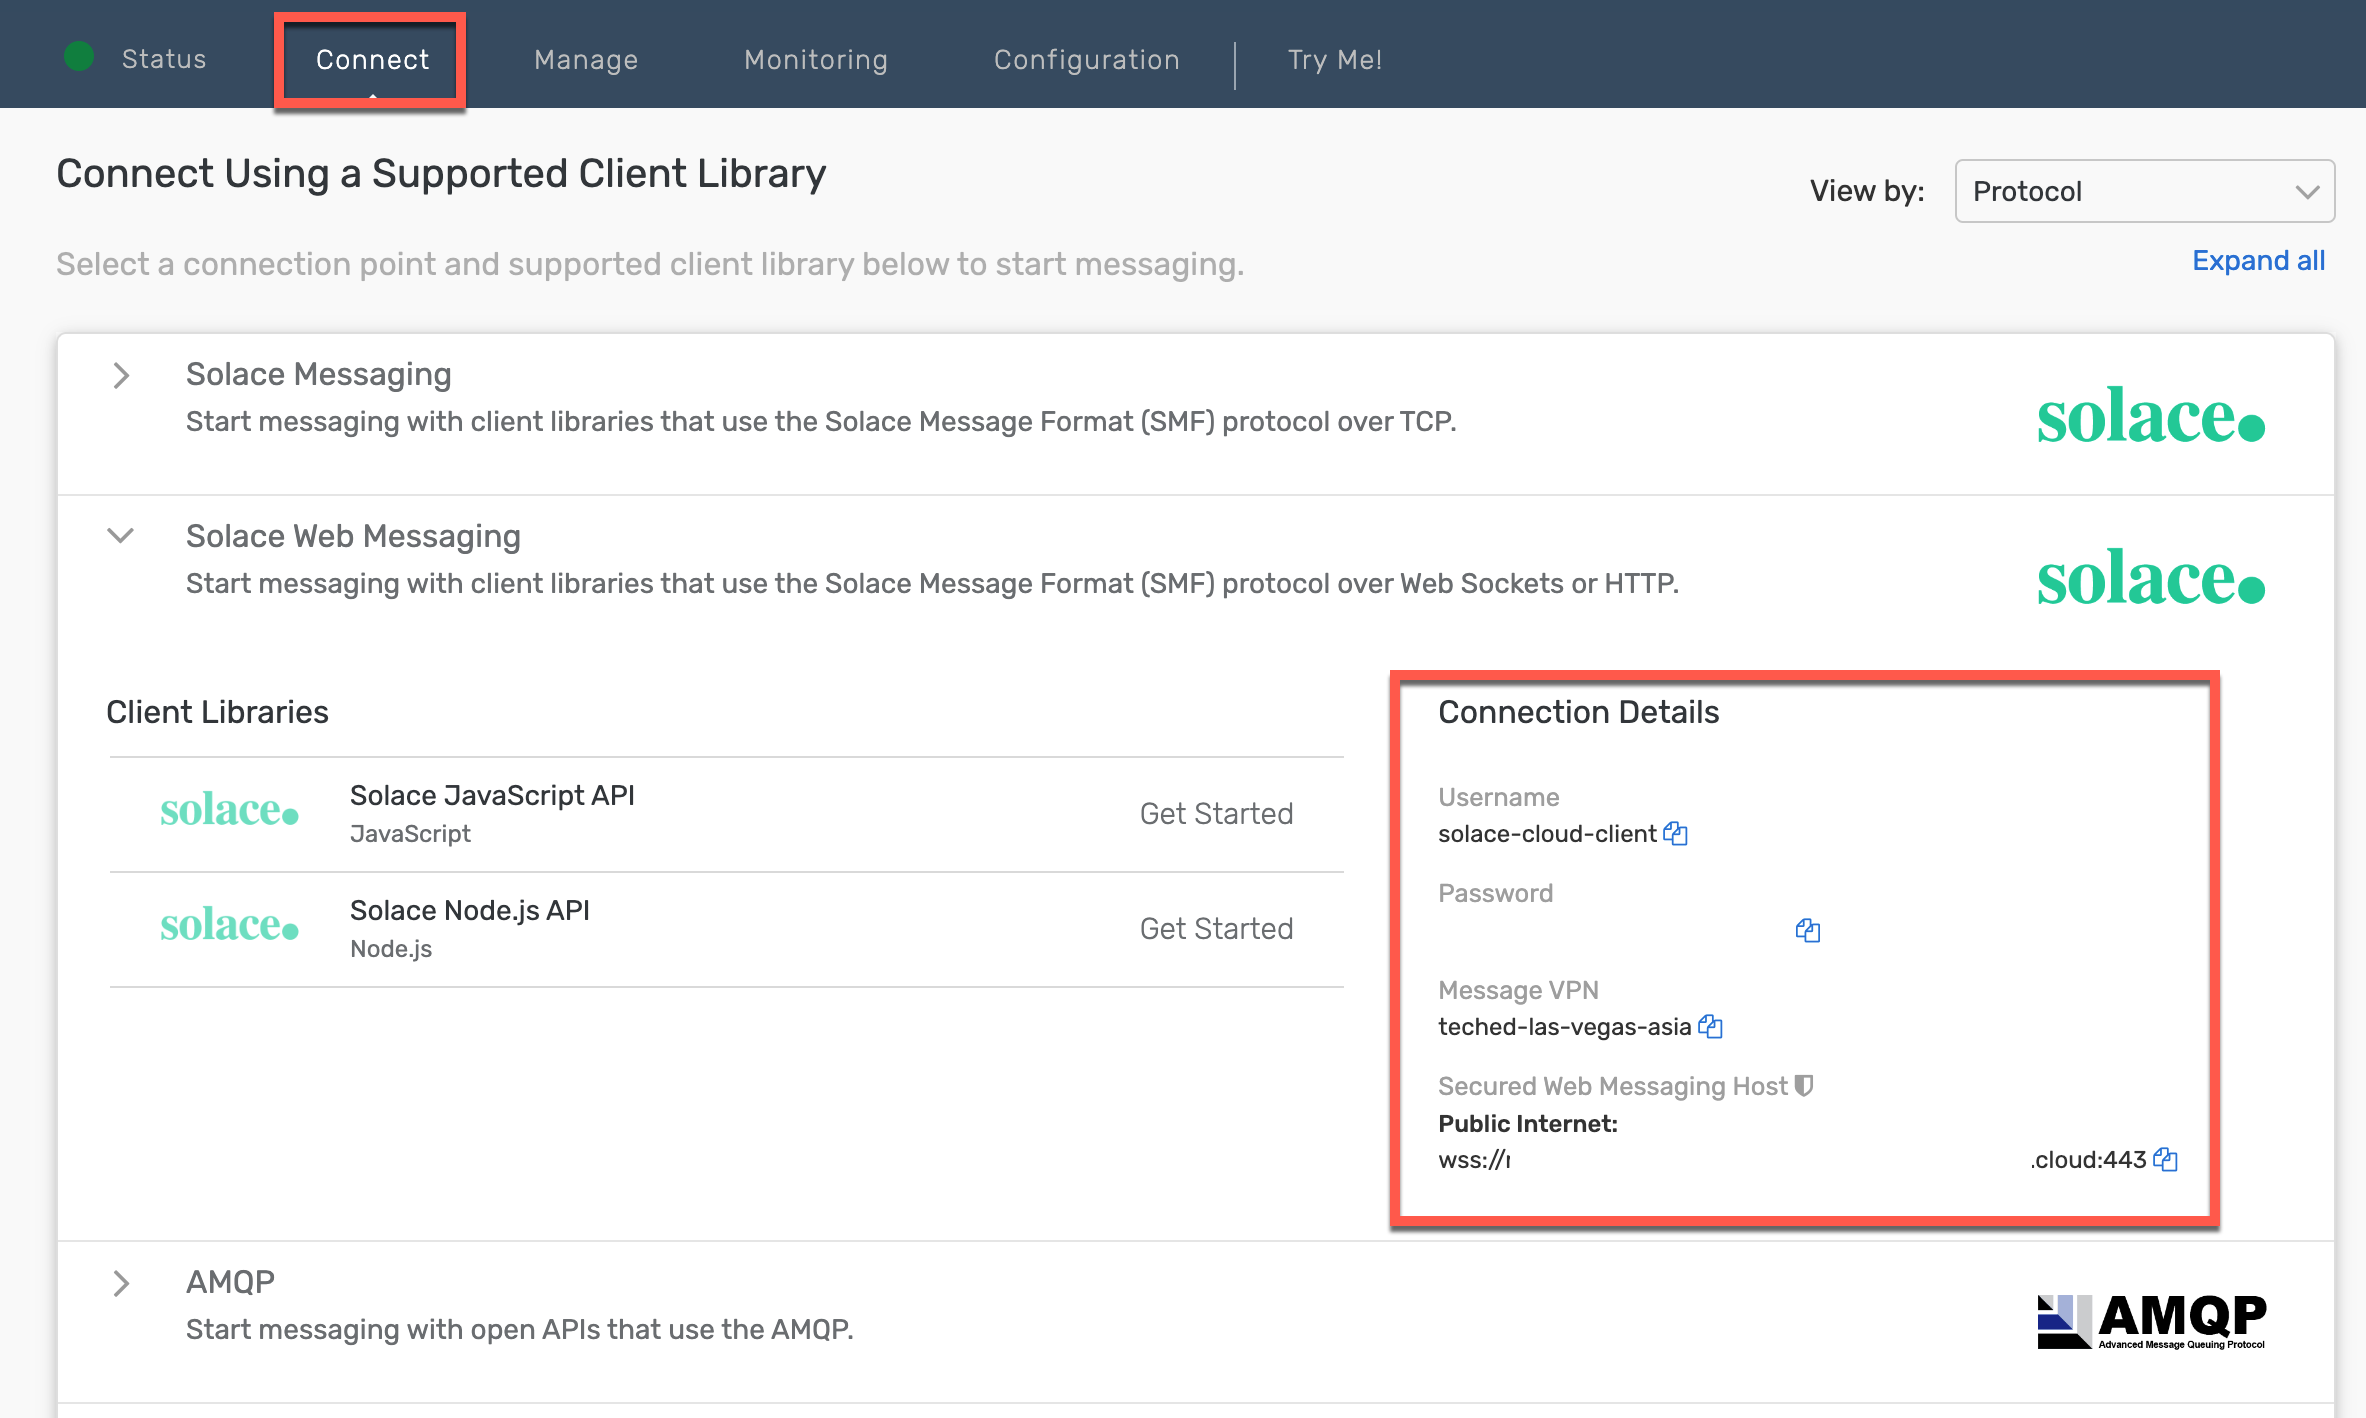 Status
Connect
Manage
Monitoring
Configuration
Try Me!
Connect Using a Supported Client Library
View by:
Protocol
Select a connection point and supported client library below to start messaging.
Expand all
Solace Messaging
Start messaging with client libraries that use the Solace Message Format (SMF) protocol over TCP.
solace.
Solace Web Messaging
Start messaging with client libraries that use the Solace Message Format (SMF) protocol over Web Sockets or HTTP.
solace.
Client Libraries
solace.
Solace JavaScript API
JavaScript
Get Started
solace.
Solace Node.js API
Node.js
Get Started
Connection Details
Username
solace-cloud-client
Password
Message VPN
teched-las-vegas-asia
Secured Web Messaging Host
Public Internet:
wss:// .cloud:443
AMQP
Start messaging with open APIs that use the AMQP.
AMQP
Advanced Message Queuing Protocol